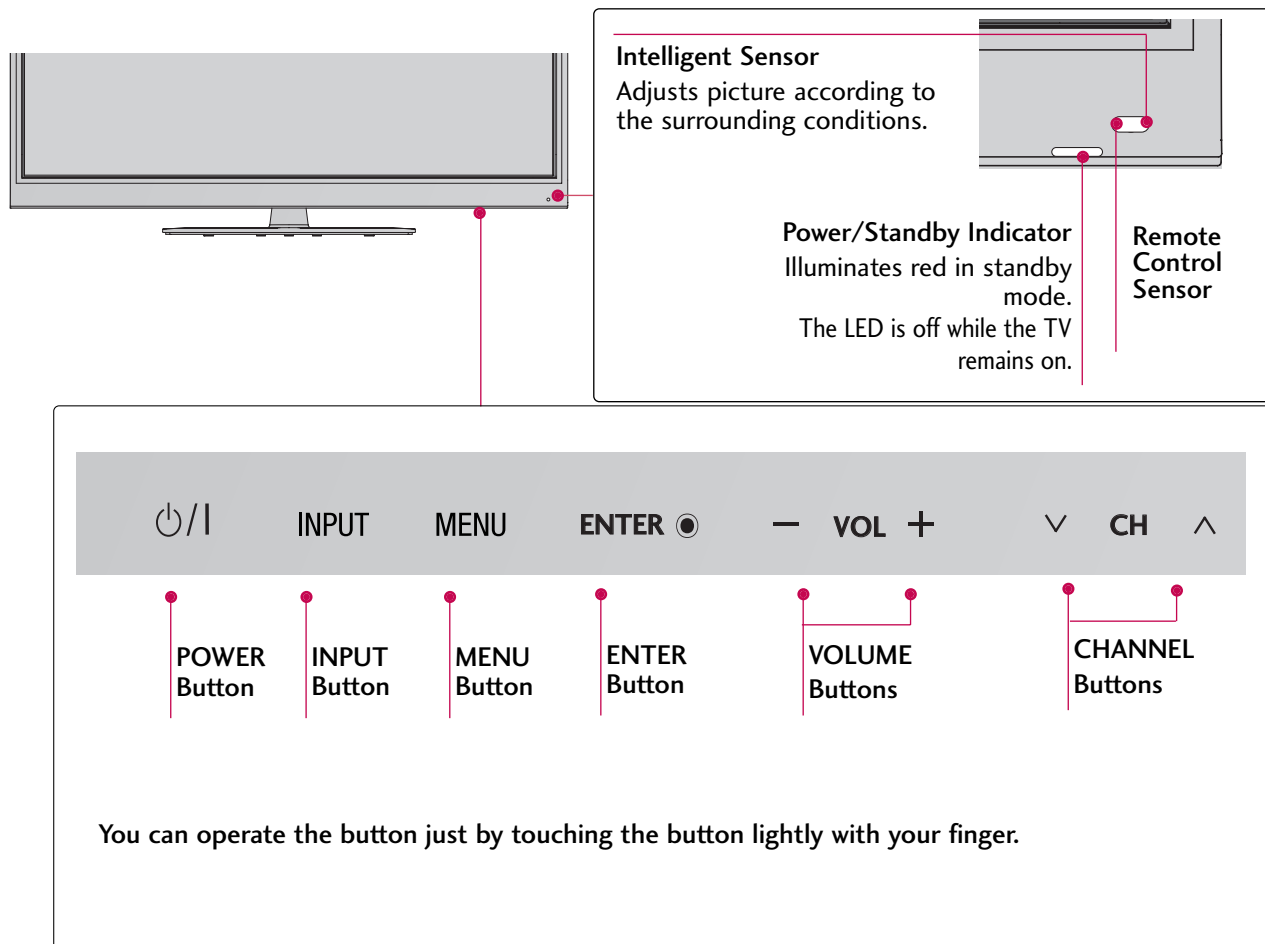 Intelligent Sensor
Adjusts picture according to
the surrounding conditions.
Power/Standby Indicator
Illuminates red in standby
mode.
The LED is off while the TV
remains on.
Remote
Control
Sensor
⏻/I INPUT MENU ENTER ◉ − VOL + ∨ CH ∧
POWER
Button
INPUT
Button
MENU
Button
ENTER
Button
VOLUME
Buttons
CHANNEL
Buttons
You can operate the button just by touching the button lightly with your finger.